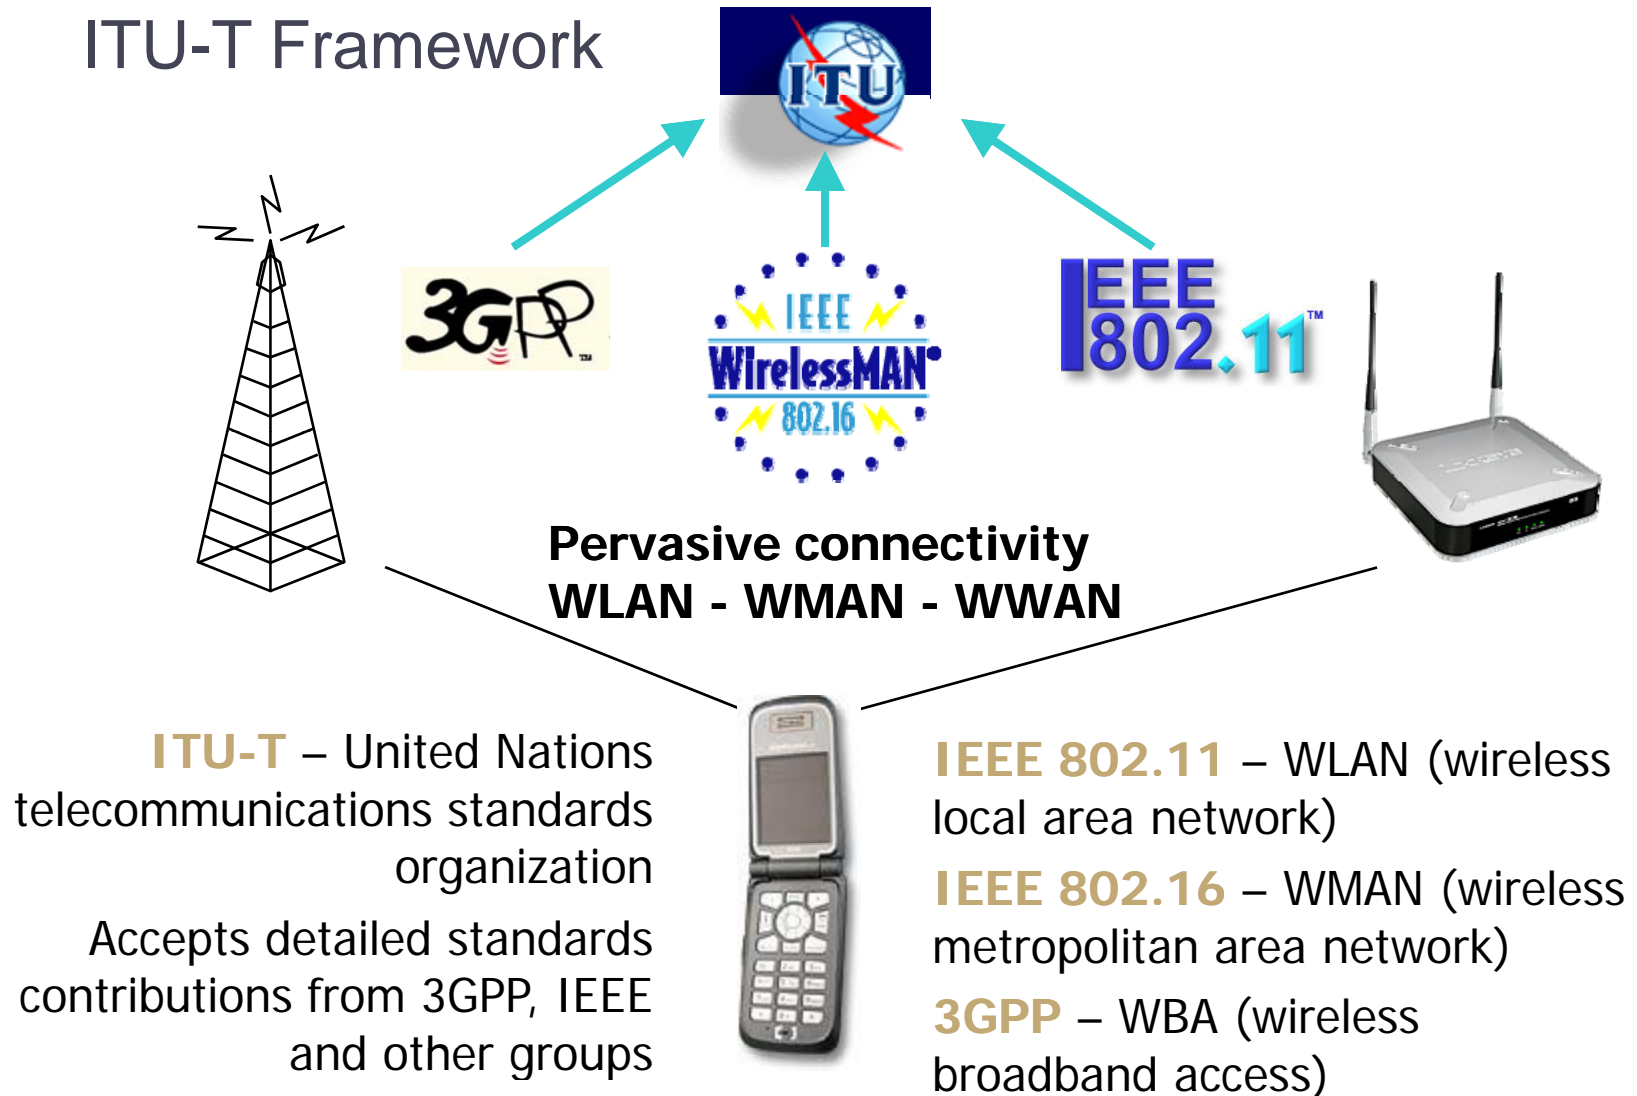 ITU-T Framework
ITU
3GPP™
IEEE
WirelessMAN®
802.16
IEEE
802.11™
Pervasive connectivity
WLAN - WMAN - WWAN
ITU-T – United Nations
telecommunications standards
organization
Accepts detailed standards
contributions from 3GPP, IEEE
and other groups
IEEE 802.11 – WLAN (wireless
local area network)
IEEE 802.16 – WMAN (wireless
metropolitan area network)
3GPP – WBA (wireless
broadband access)